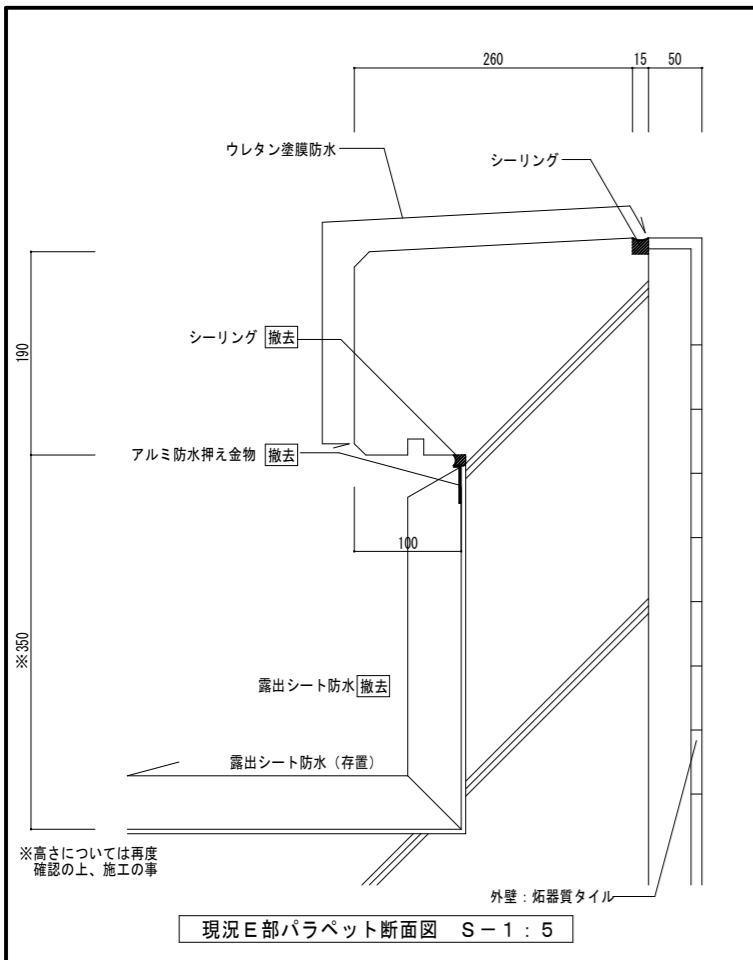 260
15
50
ウレタン塗膜防水
シーリング
190
シーリング 撤去
アルミ防水押え金物 撤去
100
※350
露出シート防水 撤去
露出シート防水（存置）
※高さについては再度
確認の上、施工の事
外壁：炻器質タイル
現況Ｅ部パラペット断面図 Ｓ－１：５